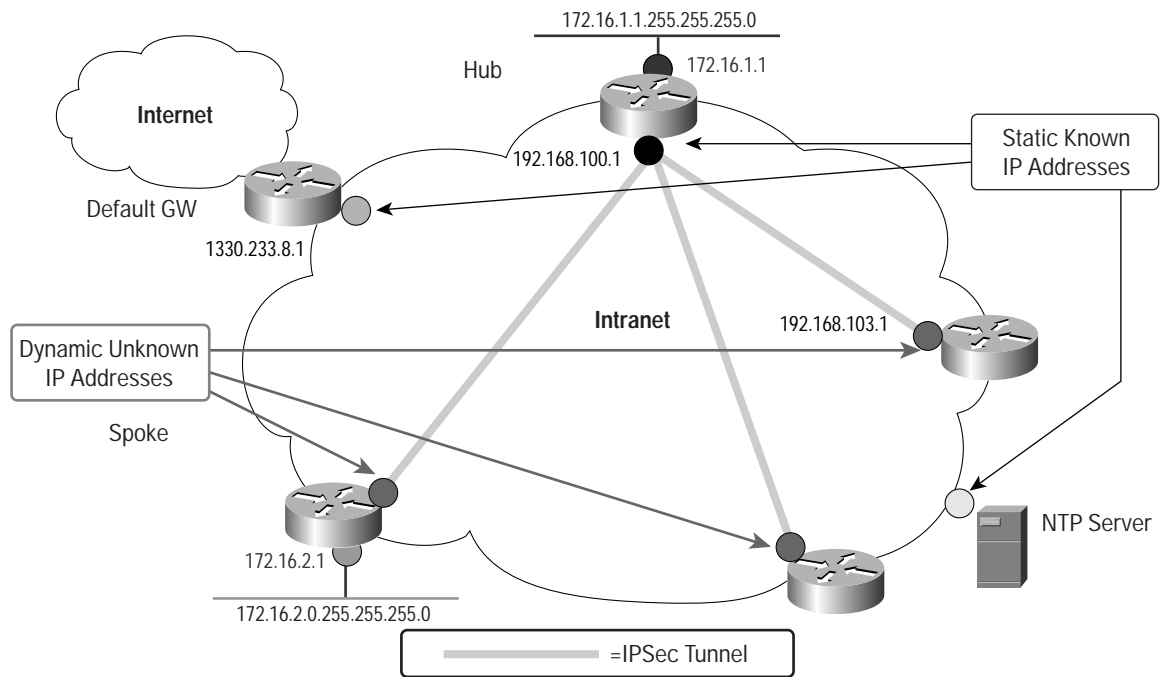 172.16.1.1.255.255.255.0
Hub
172.16.1.1
Internet
Static Known
IP Addresses
192.168.100.1
Default GW
1330.233.8.1
Intranet
192.168.103.1
Dynamic Unknown
IP Addresses
Spoke
NTP Server
172.16.2.1
172.16.2.0.255.255.255.0
=IPSec Tunnel